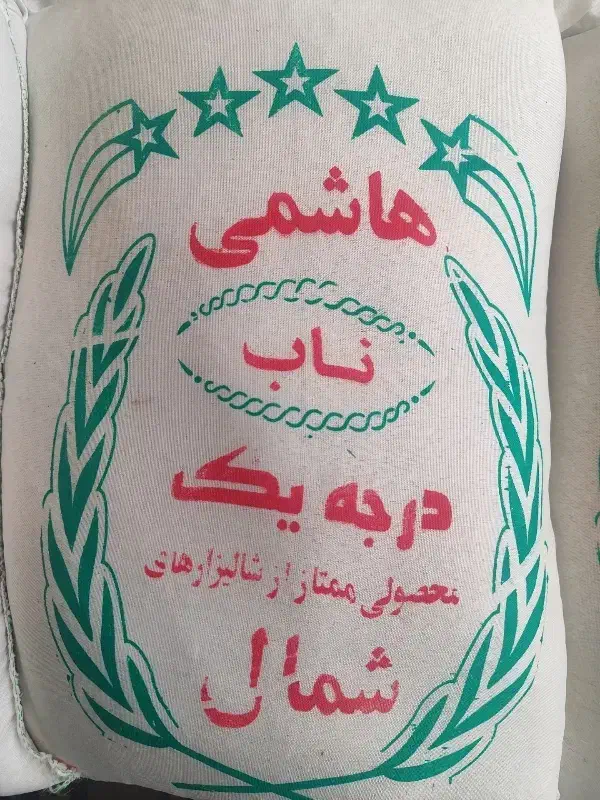 هاشمی
ناب
درجه یک
محصولی ممتاز از شالیزارهای
شمال